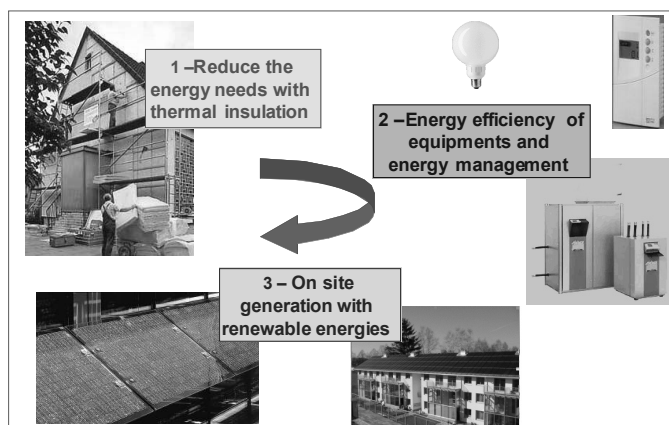 1 –Reduce the
energy needs with
thermal insulation
2 –Energy efficiency of
equipments and
energy management
3 – On site
generation with
renewable energies